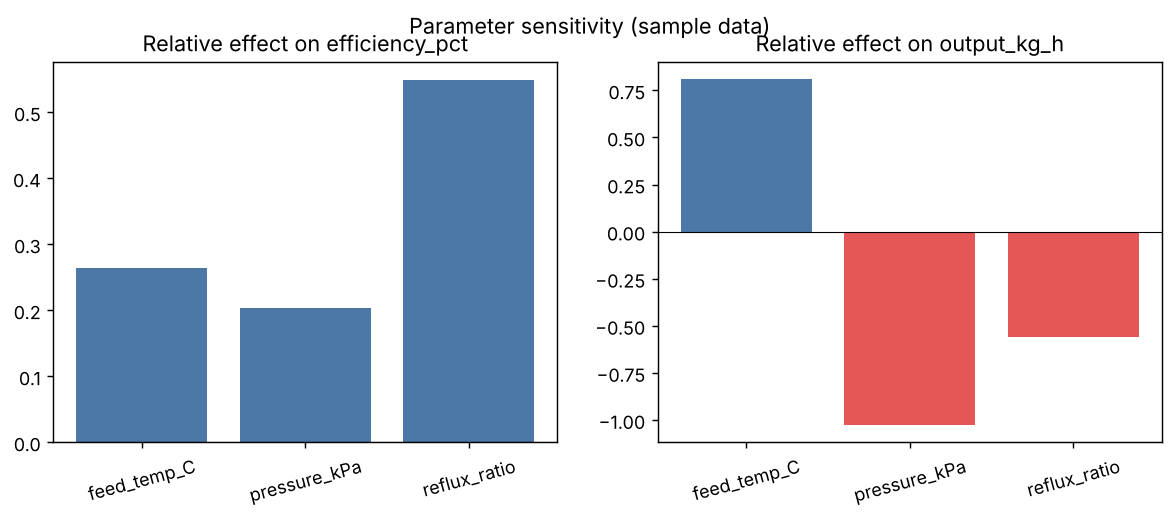 Parameter sensitivity (sample data)
Relative effect on efficiency_pct
0.5
0.4
0.3
0.2
0.1
0.0
feed_temp_C
pressure_kPa
reflux_ratio
Relative effect on output_kg_h
0.75
0.50
0.25
0.00
−0.25
−0.50
−0.75
−1.00
feed_temp_C
pressure_kPa
reflux_ratio